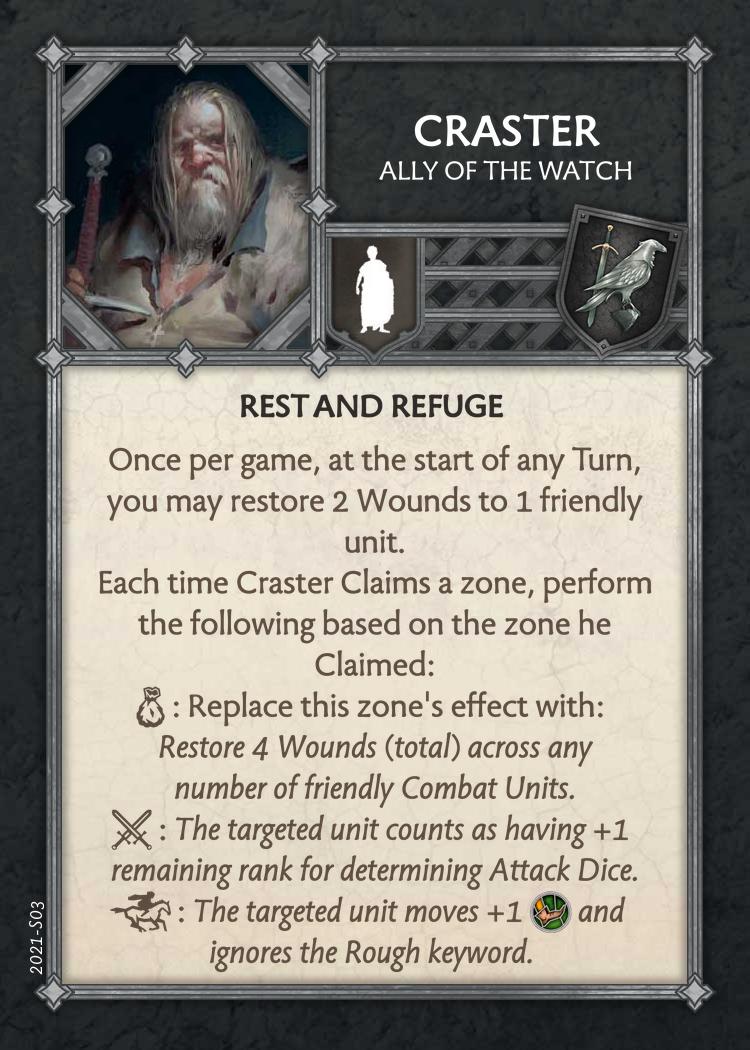 CRASTER
ALLY OF THE WATCH
REST AND REFUGE
Once per game, at the start of any Turn,
you may restore 2 Wounds to 1 friendly
unit.
Each time Craster Claims a zone, perform
the following based on the zone he
Claimed:
: Replace this zone's effect with:
Restore 4 Wounds (total) across any
number of friendly Combat Units.
: The targeted unit counts as having +1
remaining rank for determining Attack Dice.
: The targeted unit moves +1 and
ignores the Rough keyword.
2021-S03